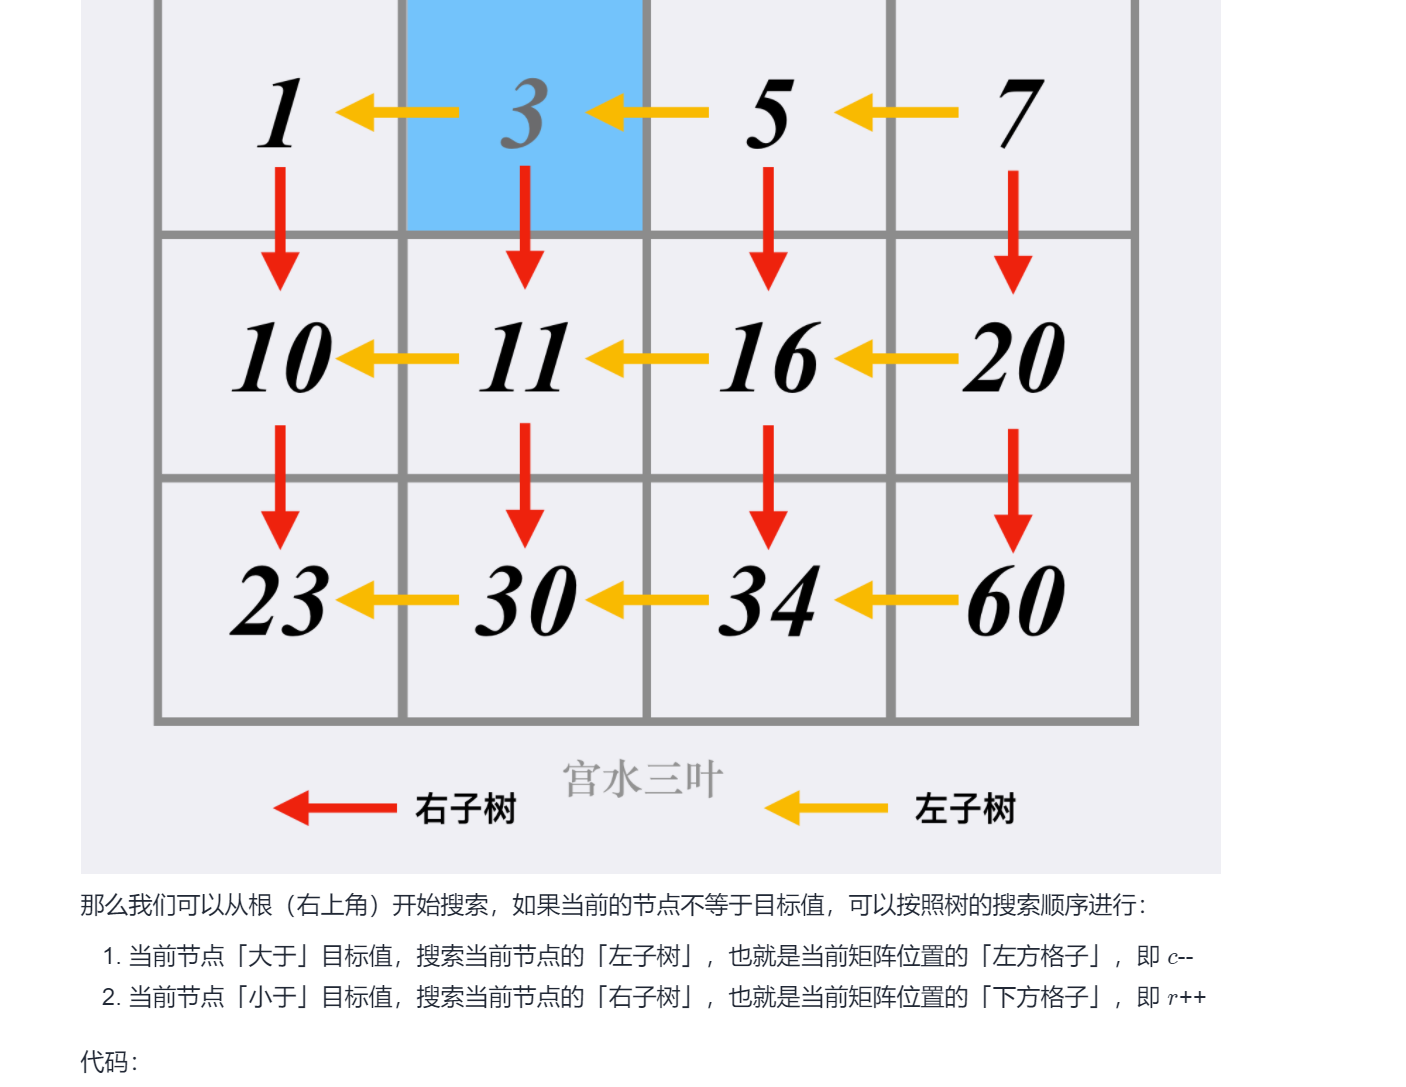 1 3 5 7
10 11 16 20
23 30 34 60
宫水三叶
右子树 左子树
那么我们可以从根（右上角）开始搜索，如果当前的节点不等于目标值，可以按照树的搜索顺序进行：
1. 当前节点「大于」目标值，搜索当前节点的「左子树」，也就是当前矩阵位置的「左方格子」，即 c--
2. 当前节点「小于」目标值，搜索当前节点的「右子树」，也就是当前矩阵位置的「下方格子」，即 r++
代码：